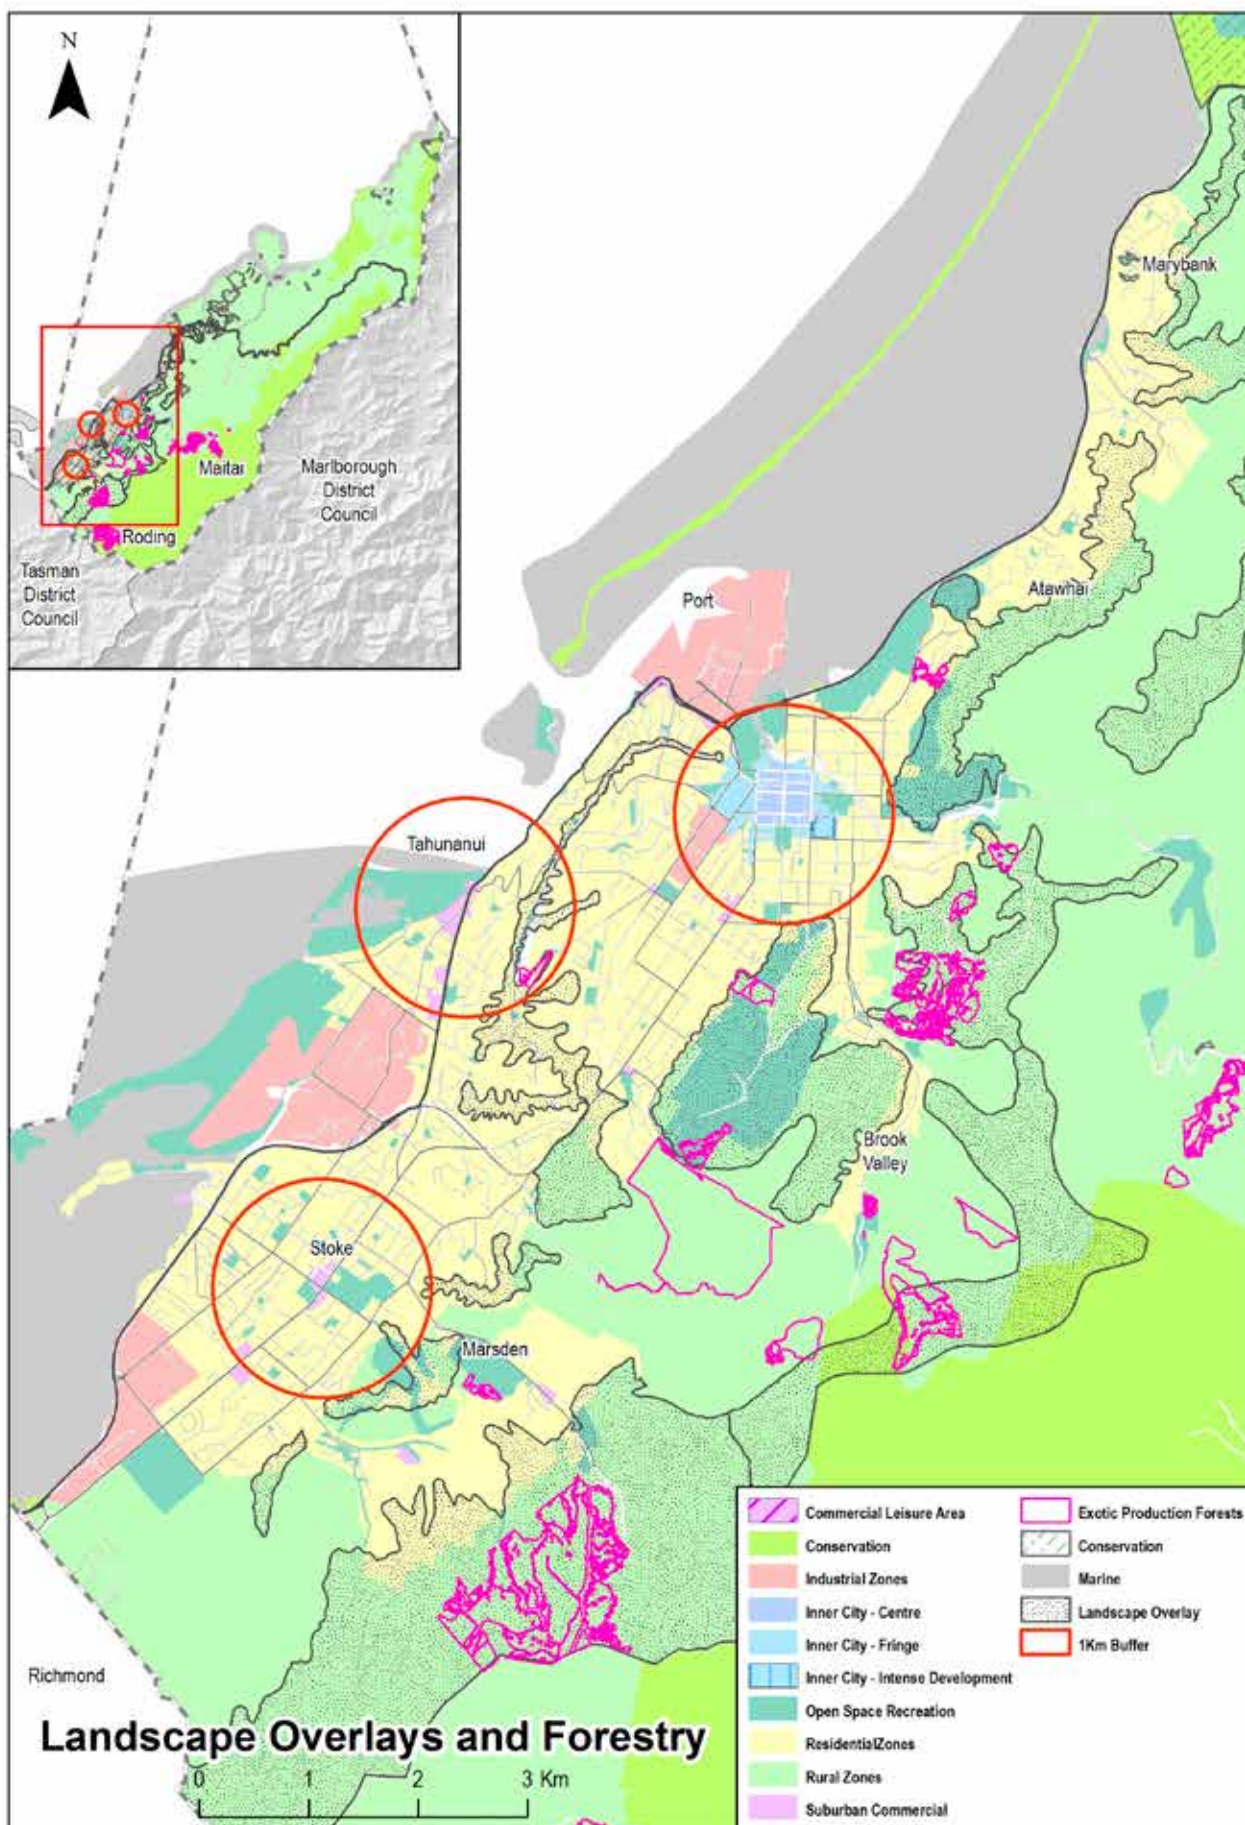 N
Maitai
Marlborough
District
Council
Roding
Tasman
District
Council
Marybank
Atawhai
Port
Tahunanui
Brook
Valley
Stoke
Marsden
Richmond
Landscape Overlays and Forestry
0 1 2 3 Km
Commercial Leisure Area
Conservation
Industrial Zones
Inner City - Centre
Inner City - Fringe
Inner City - Intense Development
Open Space Recreation
ResidentialZones
Rural Zones
Suburban Commercial
Exotic Production Forests
Conservation
Marine
Landscape Overlay
1Km Buffer